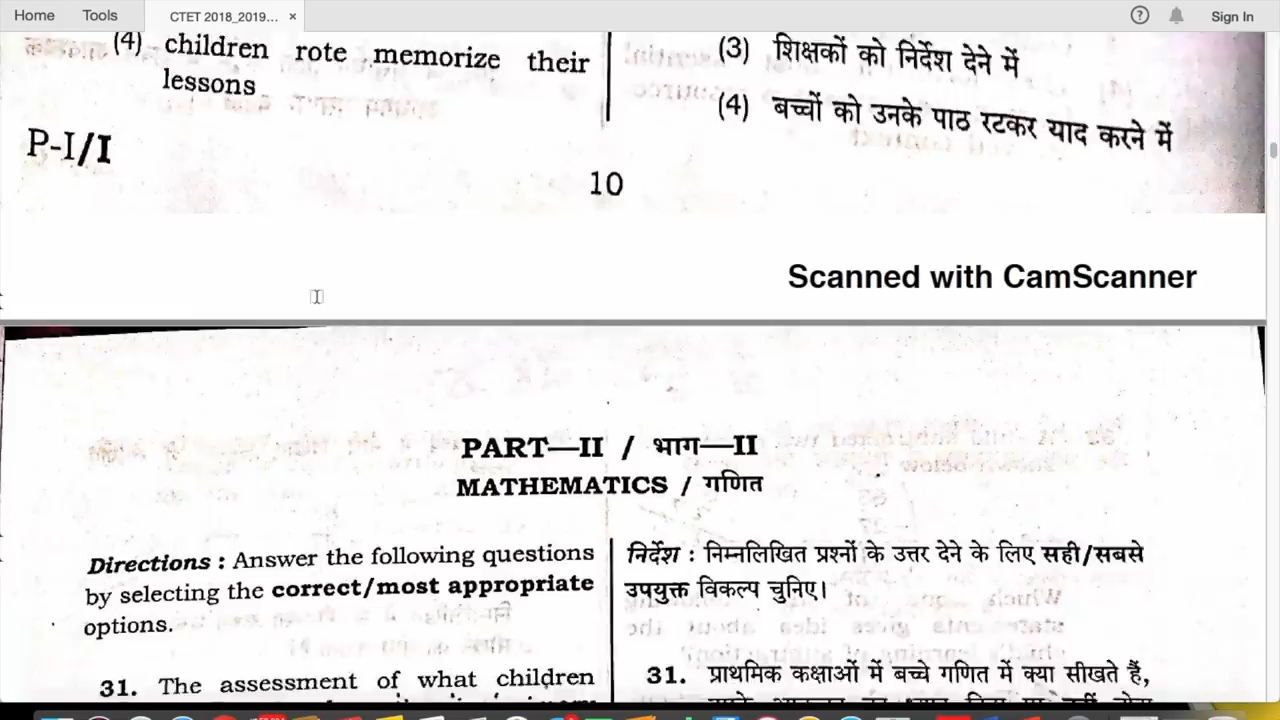 Home Tools CTET 2018_2019... × Sign In
(4) children rote memorize their
lessons
(3) शिक्षकों को निर्देश देने में
(4) बच्चों को उनके पाठ रटकर याद करने में
P-I/I
10
Scanned with CamScanner
PART—II / भाग—II
MATHEMATICS / गणित
Directions : Answer the following questions
by selecting the correct/most appropriate
options.
निर्देश : निम्नलिखित प्रश्नों के उत्तर देने के लिए सही/सबसे
उपयुक्त विकल्प चुनिए।
31. The assessment of what children
31. प्राथमिक कक्षाओं में बच्चे गणित में क्या सीखते हैं,